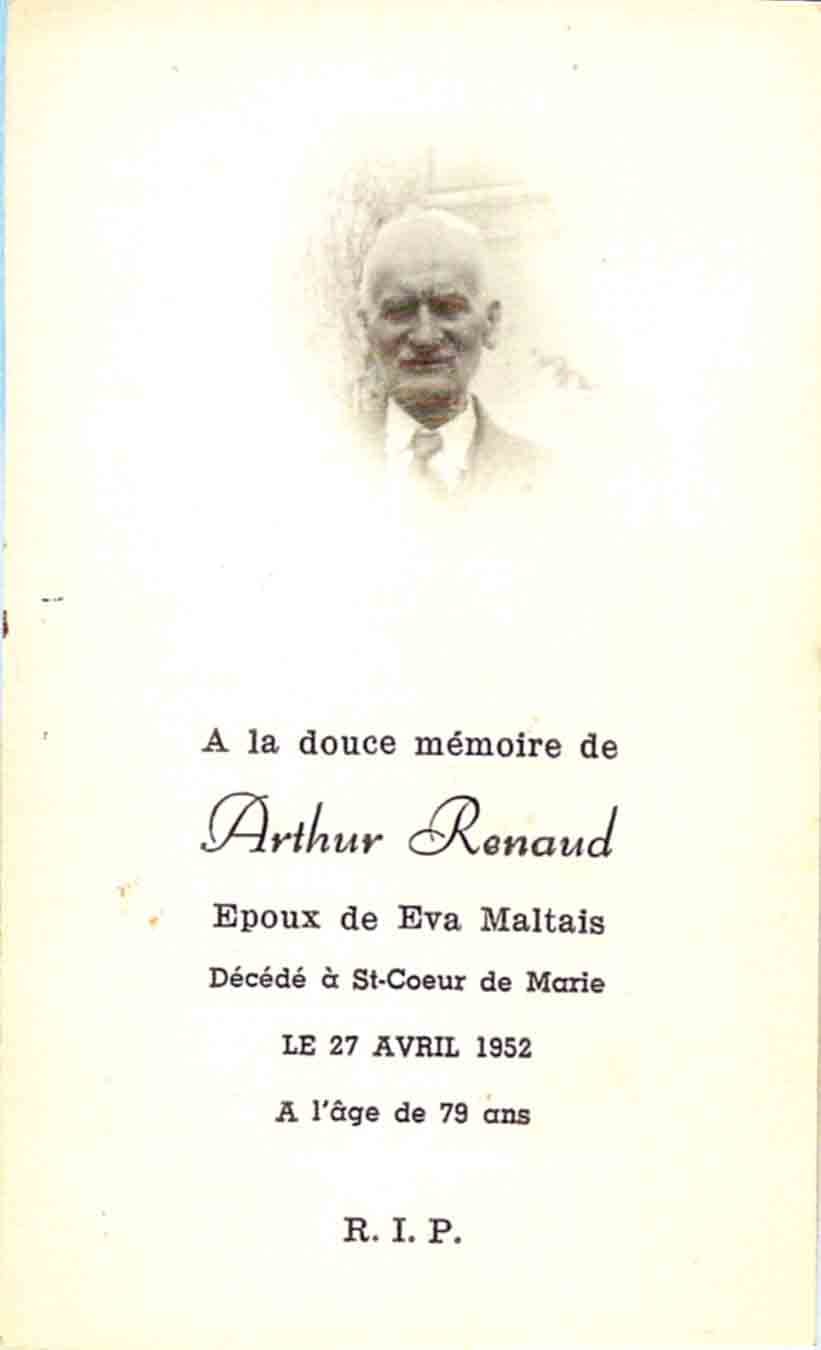 A la douce mémoire de
Arthur Renaud
Epoux de Eva Maltais
Décédé à St-Coeur de Marie
LE 27 AVRIL 1952
A l'âge de 79 ans
R. I. P.